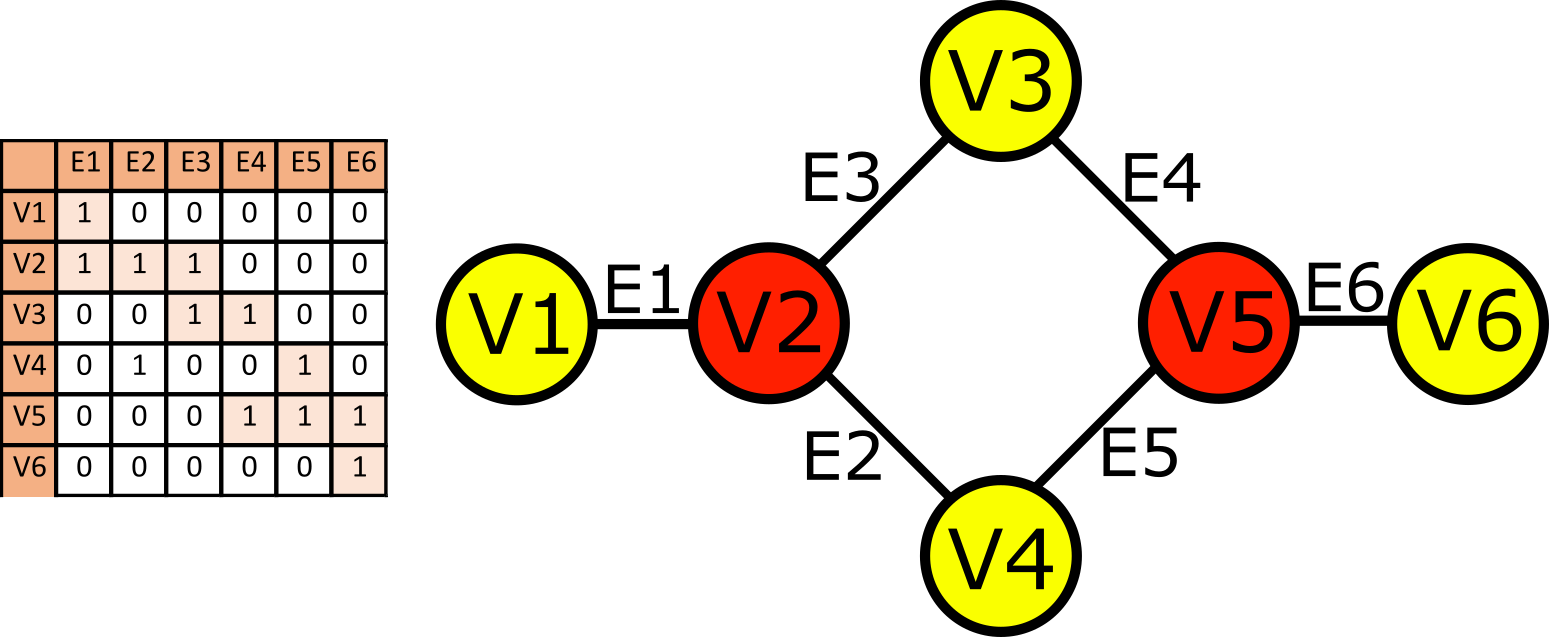 E1 E2 E3 E4 E5 E6
V1 1 0 0 0 0 0
V2 1 1 1 0 0 0
V3 0 0 1 1 0 0
V4 0 1 0 0 1 0
V5 0 0 0 1 1 1
V6 0 0 0 0 0 1
V3
E3 E4
V1 E1 V2 V5 E6 V6
E2 E5
V4